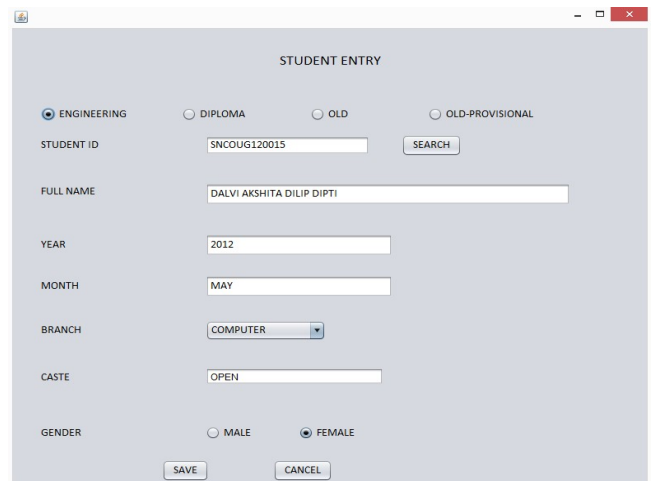 STUDENT ENTRY
ENGINEERING DIPLOMA OLD OLD-PROVISIONAL
STUDENT ID SNCOUG120015 SEARCH
FULL NAME DALVI AKSHITA DILIP DIPTI
YEAR 2012
MONTH MAY
BRANCH COMPUTER
CASTE OPEN
GENDER MALE FEMALE
SAVE CANCEL